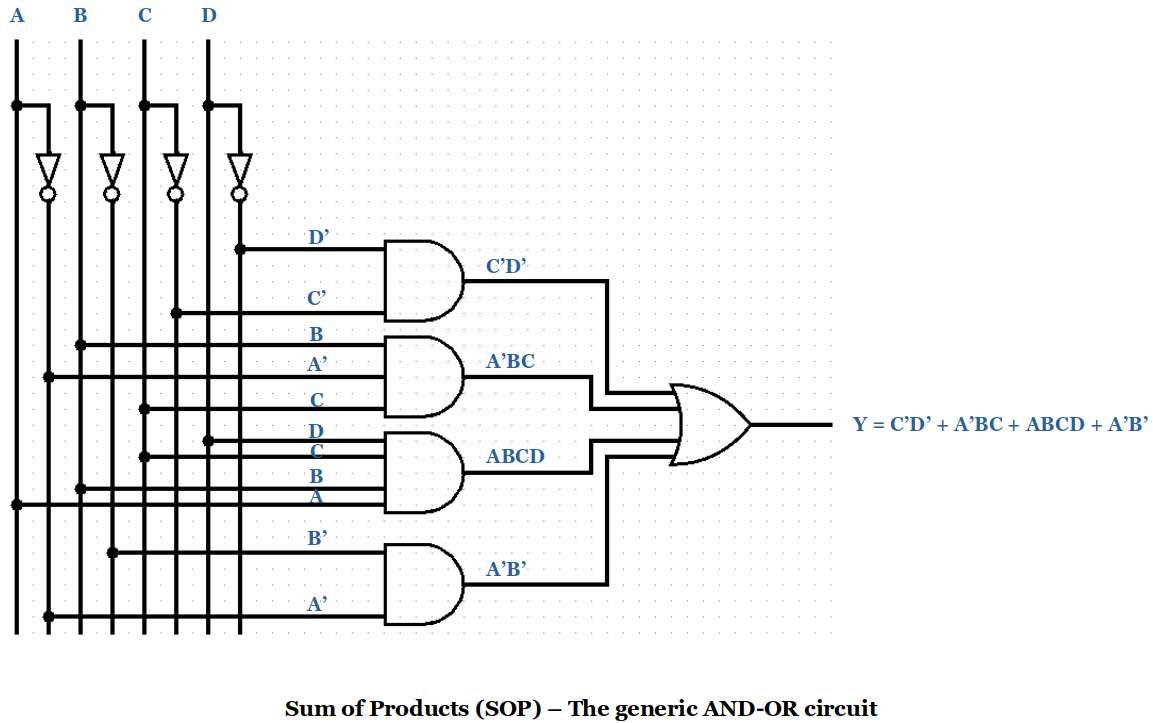 A B C D
D’
C’D’
C’
B
A’BC
A’
C
D
C
ABCD
B
A
B’
A’B’
A’
Y = C’D’ + A’BC + ABCD + A’B’
Sum of Products (SOP) – The generic AND-OR circuit